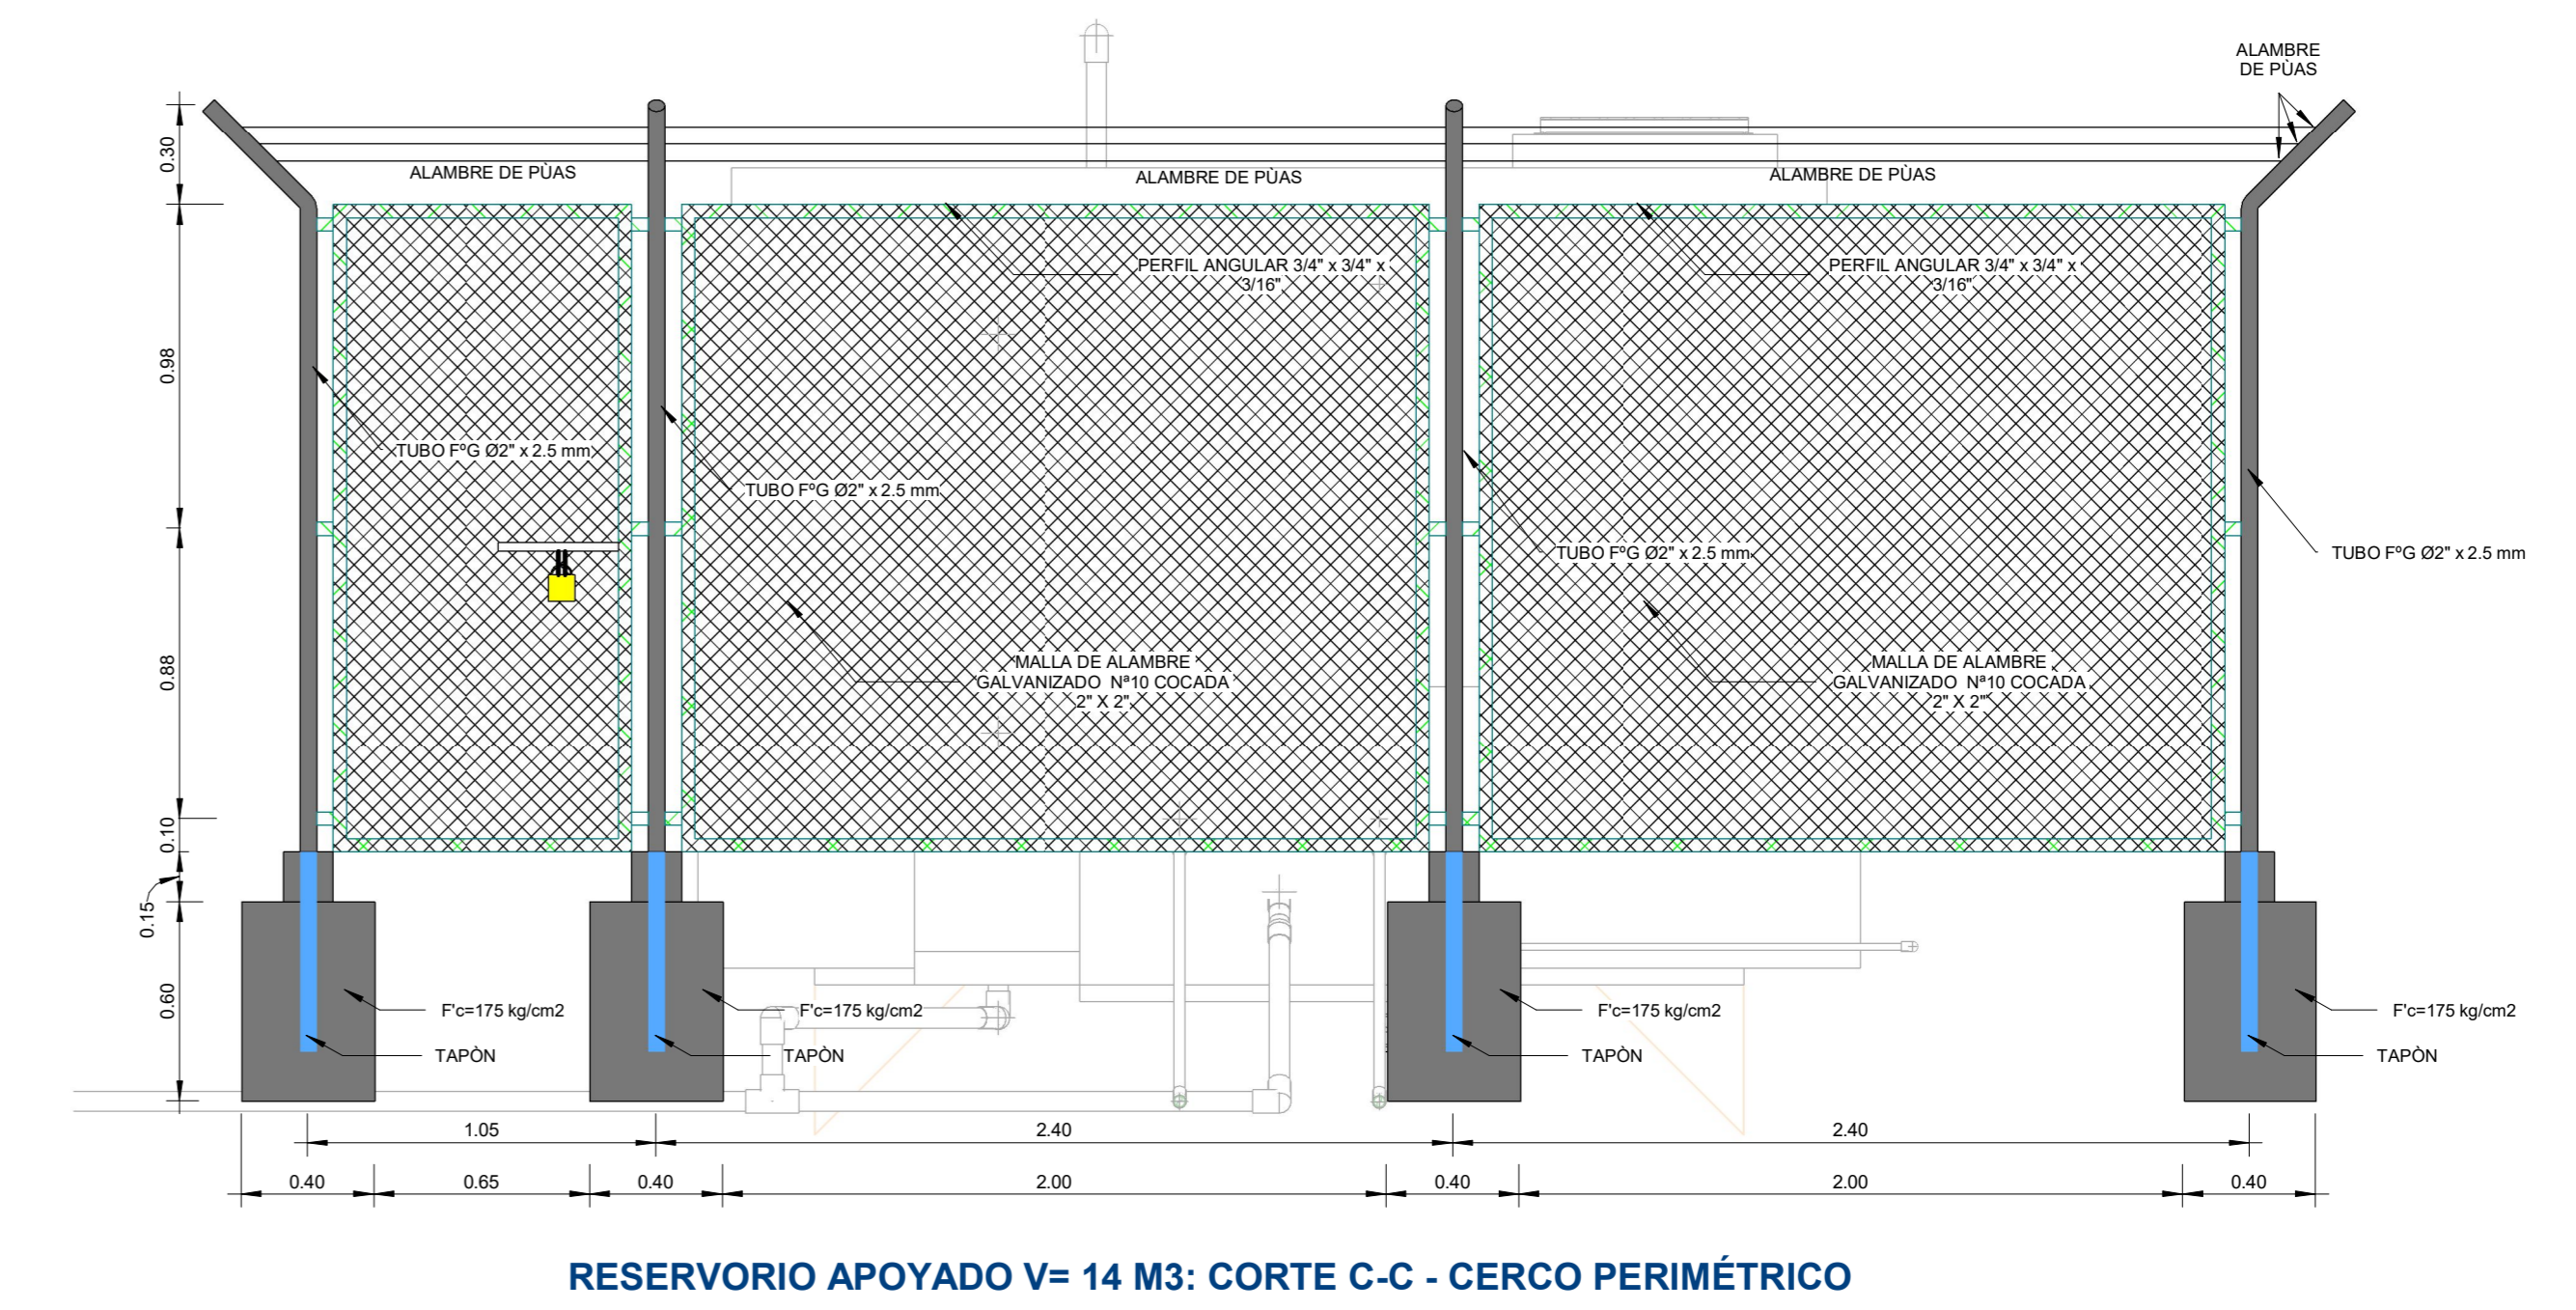 ALAMBRE
DE PÙAS
0.30
ALAMBRE DE PÙAS
ALAMBRE DE PÙAS
ALAMBRE DE PÙAS
PERFIL ANGULAR 3/4" x 3/4" x
3/16"
PERFIL ANGULAR 3/4" x 3/4" x
3/16"
0.98
TUBO FºG Ø2" x 2.5 mm
TUBO FºG Ø2" x 2.5 mm
TUBO FºG Ø2" x 2.5 mm
TUBO FºG Ø2" x 2.5 mm
0.88
MALLA DE ALAMBRE
GALVANIZADO Nª10 COCADA
2" X 2"
MALLA DE ALAMBRE
GALVANIZADO Nª10 COCADA
2" X 2"
0.10
0.15
0.60
F'c=175 kg/cm2
F'c=175 kg/cm2
F'c=175 kg/cm2
F'c=175 kg/cm2
TAPÒN
TAPÒN
TAPÒN
TAPÒN
1.05
2.40
2.40
0.40
0.65
0.40
2.00
0.40
2.00
0.40
RESERVORIO APOYADO V= 14 M3: CORTE C-C - CERCO PERIMÉTRICO